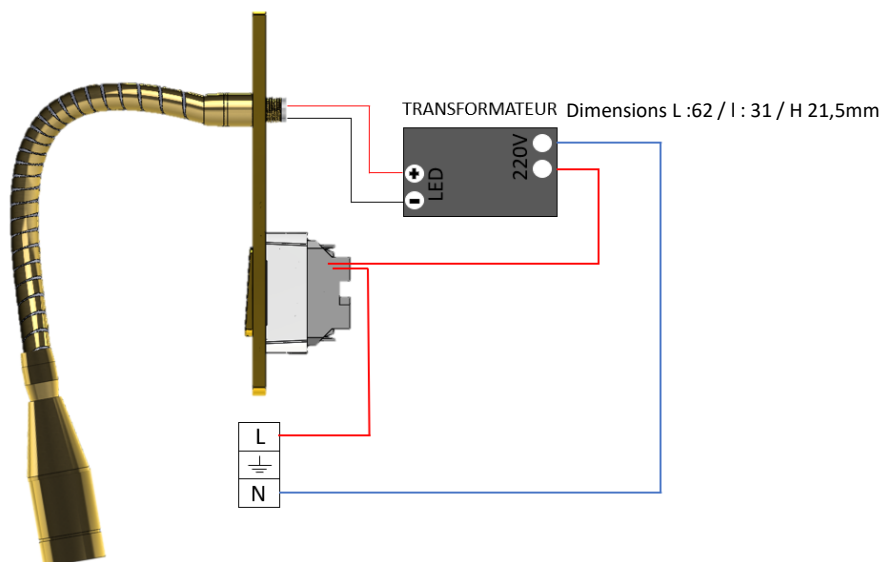 TRANSFORMATEUR Dimensions L :62 / l : 31 / H 21,5mm
220V
+
LED
-
L
N